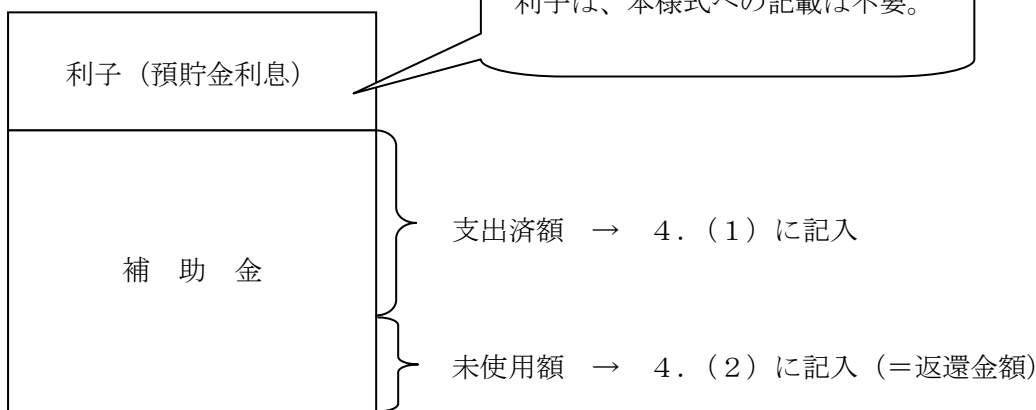 利子は、本様式への記載は不要。
利子（預貯金利息）
支出済額　→　４．（１）に記入
補　助　金
未使用額　→　４．（２）に記入（＝返還金額）